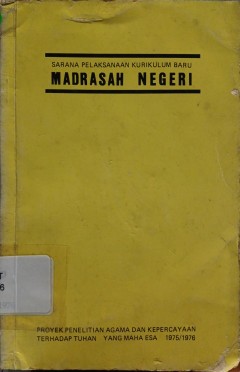 SARANA PELAKSANAAN KURIKULUM BARU
MADRASAH NEGERI
PROYEK PENELITIAN AGAMA DAN KEPERCAYAAN
TERHADAP TUHAN YANG MAHA ESA 1975/1976